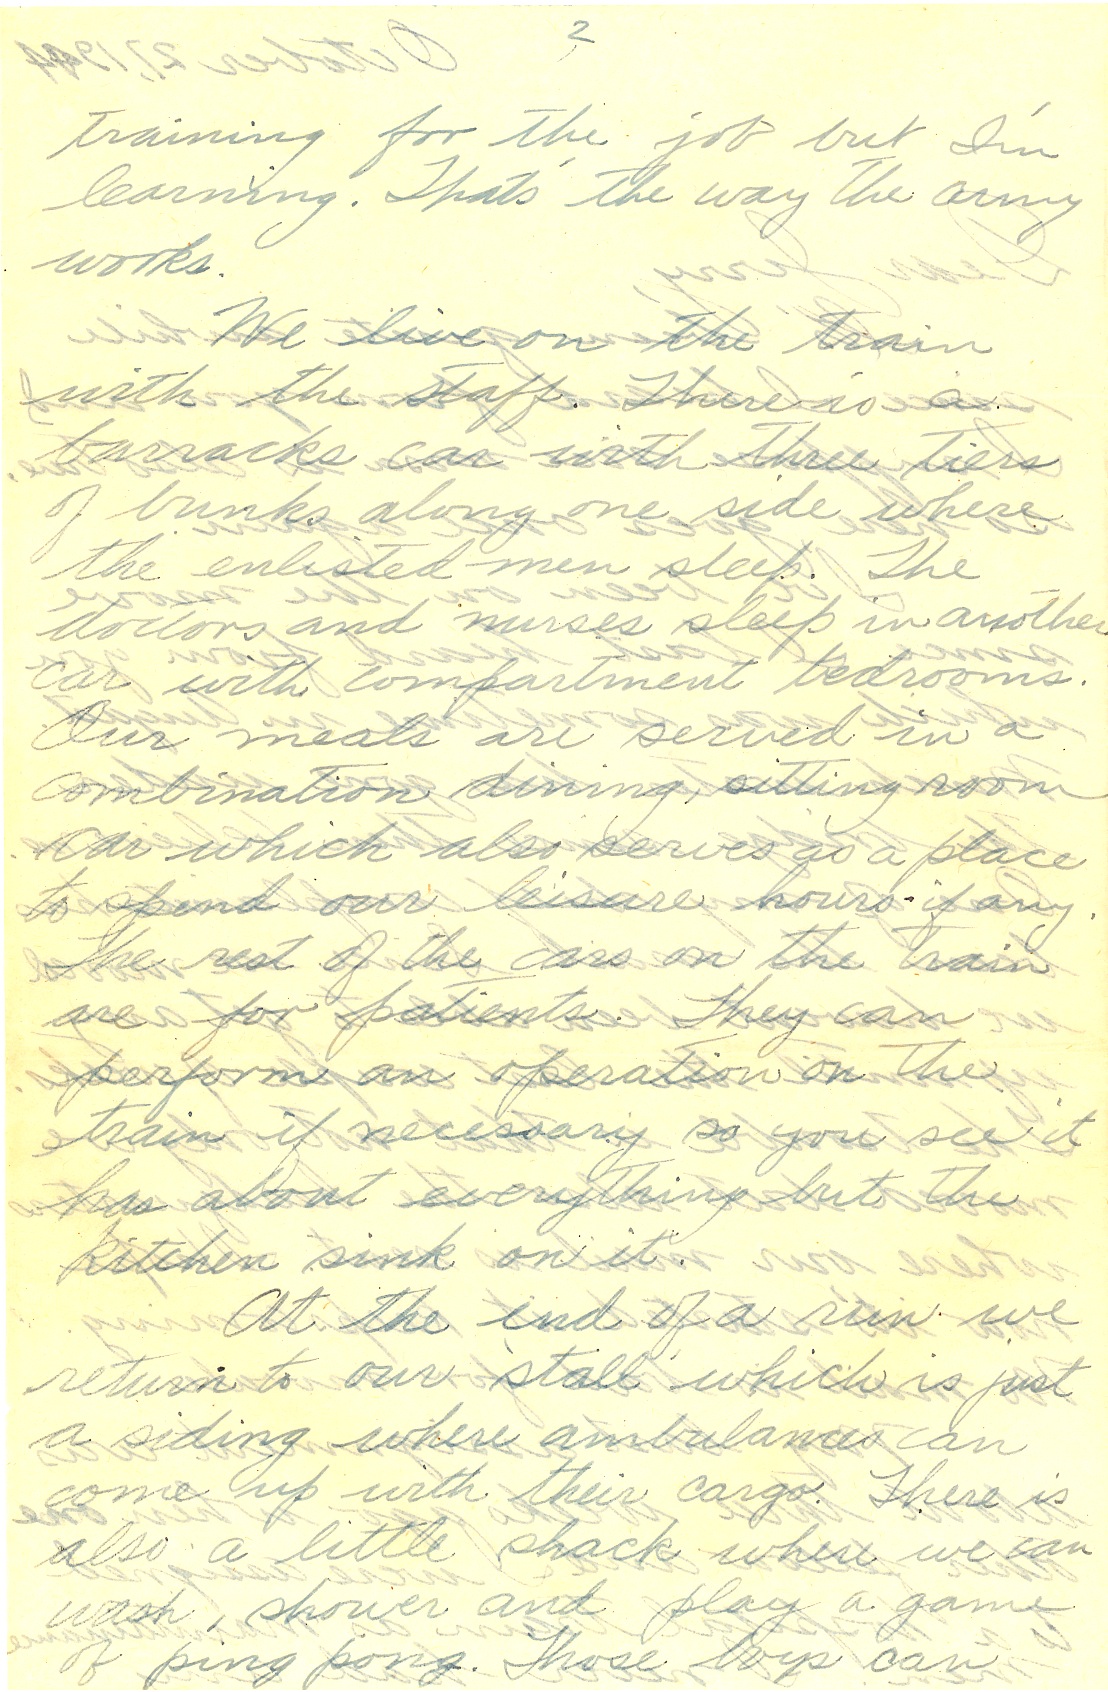 2
training for the job but I'm
learning. That's the way the army
works.
We live on the train
with the staff. There is a
barracks car with three tiers
of bunks along one side where
the enlisted men sleep. The
doctors and nurses sleep in another
car with compartment bedrooms.
Our meals are served in a
combination dining, sitting room
car which also serves as a place
to spend our leisure hours - if any.
The rest of the cars on the train
are for patients. They can
perform an operation on the
train if necessary so you see it
has about everything but the
kitchen sink on it.
At the end of a run we
return to our "stall" which is just
a siding where ambulances can
come up with their cargo. There is
also a little shack where we can
wash, shower and play a game
of ping pong. Those boys can